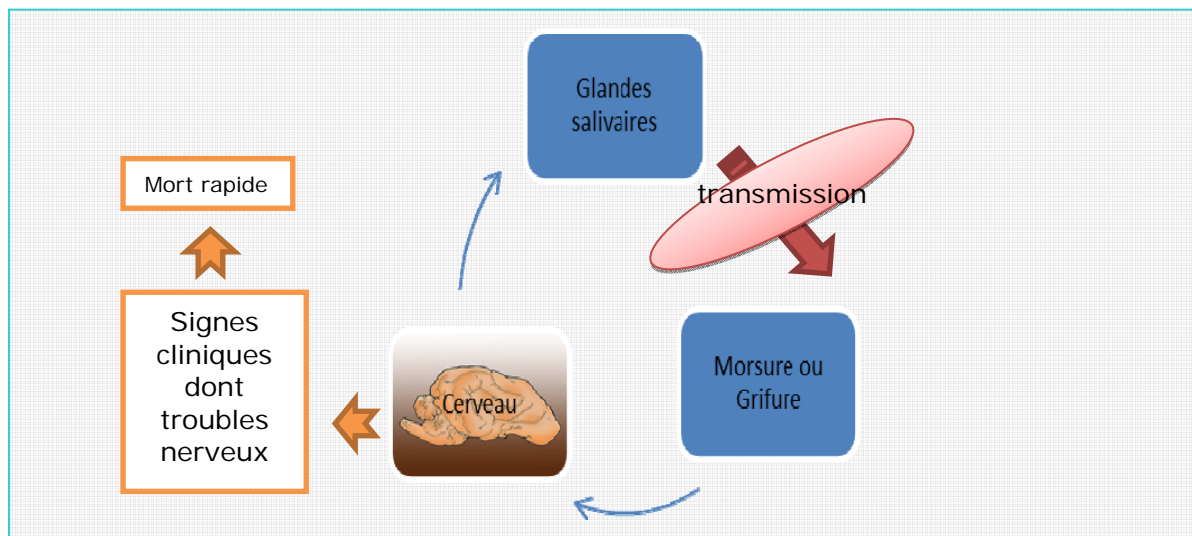 Glandes
salivaires
transmission
Mort rapide
Signes
cliniques
dont
troubles
nerveux
Cerveau
Morsure ou
Grifure